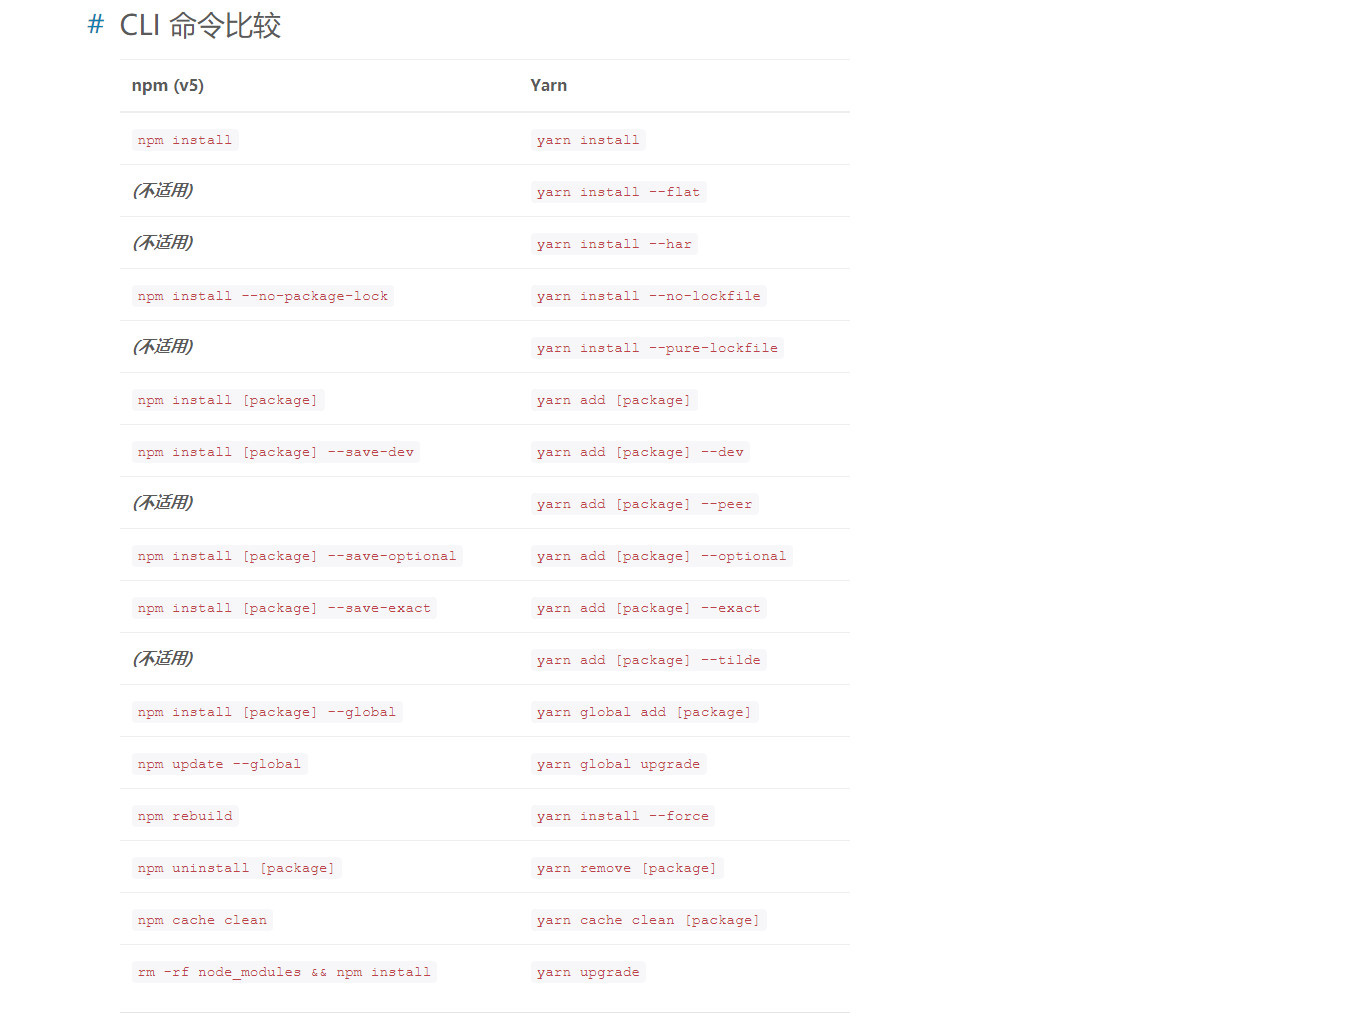 # CLI 命令比较
npm (v5) Yarn
npm install yarn install
(不适用) yarn install --flat
(不适用) yarn install --har
npm install --no-package-lock yarn install --no-lockfile
(不适用) yarn install --pure-lockfile
npm install [package] yarn add [package]
npm install [package] --save-dev yarn add [package] --dev
(不适用) yarn add [package] --peer
npm install [package] --save-optional yarn add [package] --optional
npm install [package] --save-exact yarn add [package] --exact
(不适用) yarn add [package] --tilde
npm install [package] --global yarn global add [package]
npm update --global yarn global upgrade
npm rebuild yarn install --force
npm uninstall [package] yarn remove [package]
npm cache clean yarn cache clean [package]
rm -rf node_modules && npm install yarn upgrade